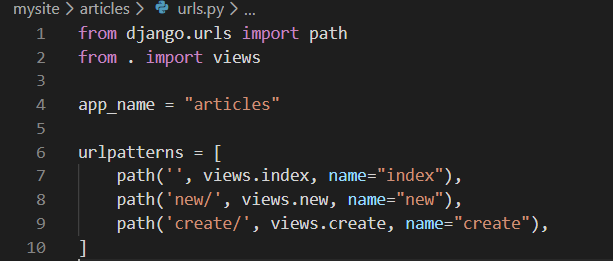 mysite > articles > urls.py > ...
1 from django.urls import path
2 from . import views
3
4 app_name = "articles"
5
6 urlpatterns = [
7     path('', views.index, name="index"),
8     path('new/', views.new, name="new"),
9     path('create/', views.create, name="create"),
10 ]